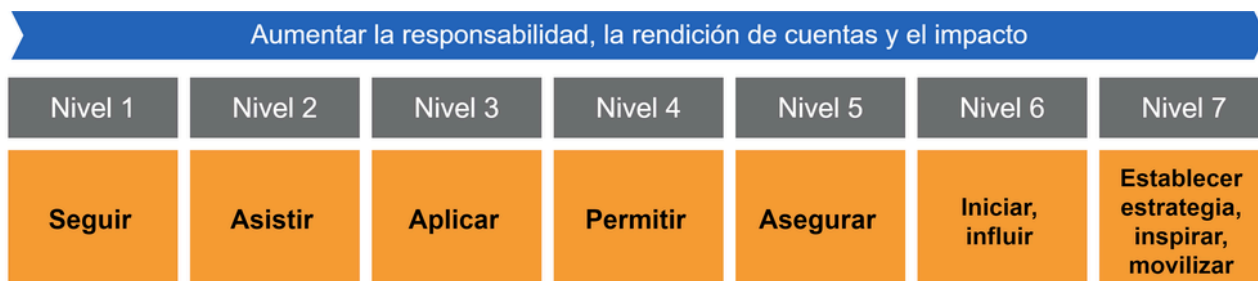 Aumentar la responsabilidad, la rendición de cuentas y el impacto
Nivel 1
Nivel 2
Nivel 3
Nivel 4
Nivel 5
Nivel 6
Nivel 7
Seguir
Asistir
Aplicar
Permitir
Asegurar
Iniciar,
influir
Establecer
estrategia,
inspirar,
movilizar